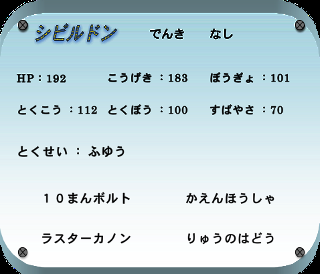 シビルドン でんき なし
HP：192 こうげき：183 ぼうぎょ：101
とくこう：112 とくぼう：100 すばやさ：70
とくせい：ふゆう
１０まんボルト かえんほうしゃ
ラスターカノン りゅうのはどう